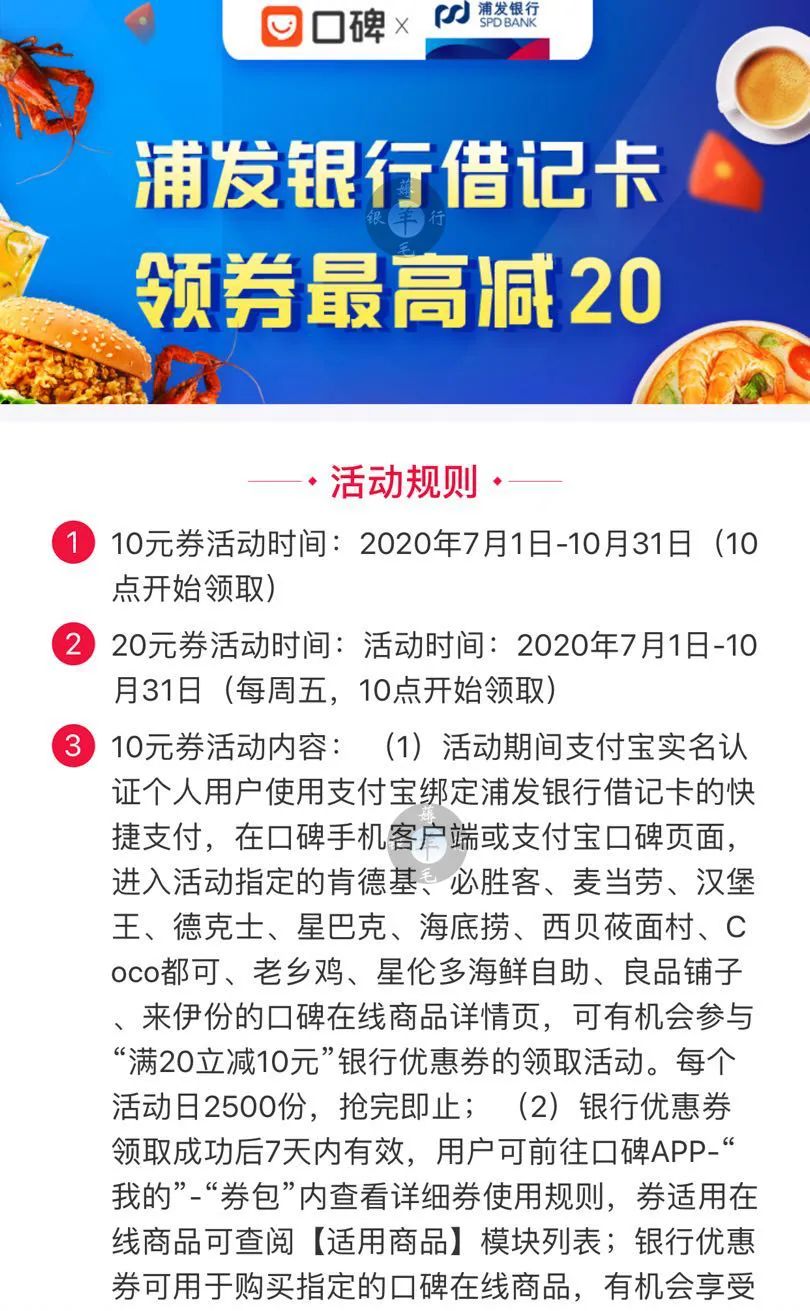 口碑 × 浦发银行
SPD BANK
浦发银行借记卡
薅
银 羊 行
毛
领券最高减20
活动规则
1 10元券活动时间：2020年7月1日-10月31日（10
点开始领取）
2 20元券活动时间：活动时间：2020年7月1日-10
月31日（每周五，10点开始领取）
3 10元券活动内容：（1）活动期间支付宝实名认
证个人用户使用支付宝绑定浦发银行借记卡的快
捷支付，在口碑手机客户端或支付宝口碑页面，
进入活动指定的肯德基、必胜客、麦当劳、汉堡
王、德克士、星巴克、海底捞、西贝莜面村、C
oco都可、老乡鸡、星伦多海鲜自助、良品铺子
、来伊份的口碑在线商品详情页，可有机会参与
“满20立减10元”银行优惠券的领取活动。每个
活动日2500份，抢完即止；（2）银行优惠券
领取成功后7天内有效，用户可前往口碑APP-“
我的”-“券包”内查看详细券使用规则，券适用在
线商品可查阅【适用商品】模块列表；银行优惠
券可用于购买指定的口碑在线商品，有机会享受